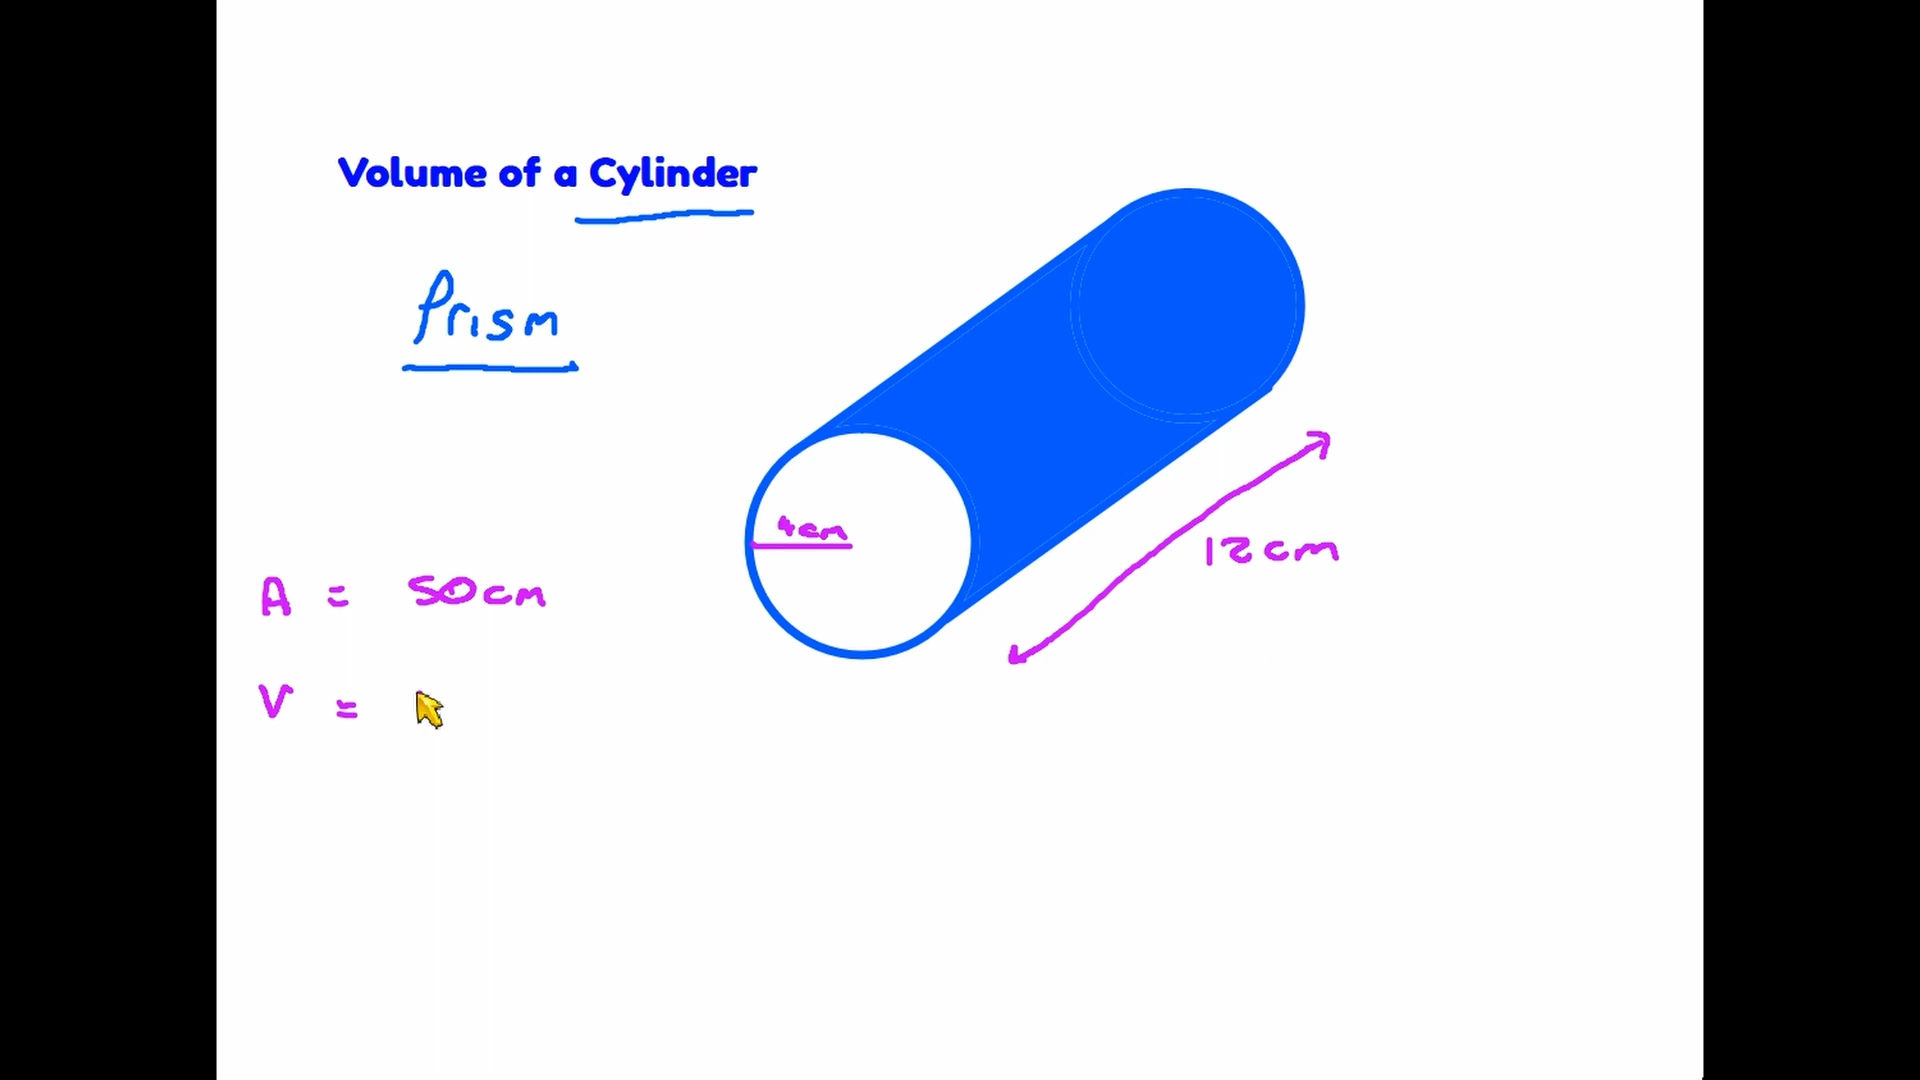 Volume of a Cylinder
Prism
4cm
12cm
A = 50cm
V =